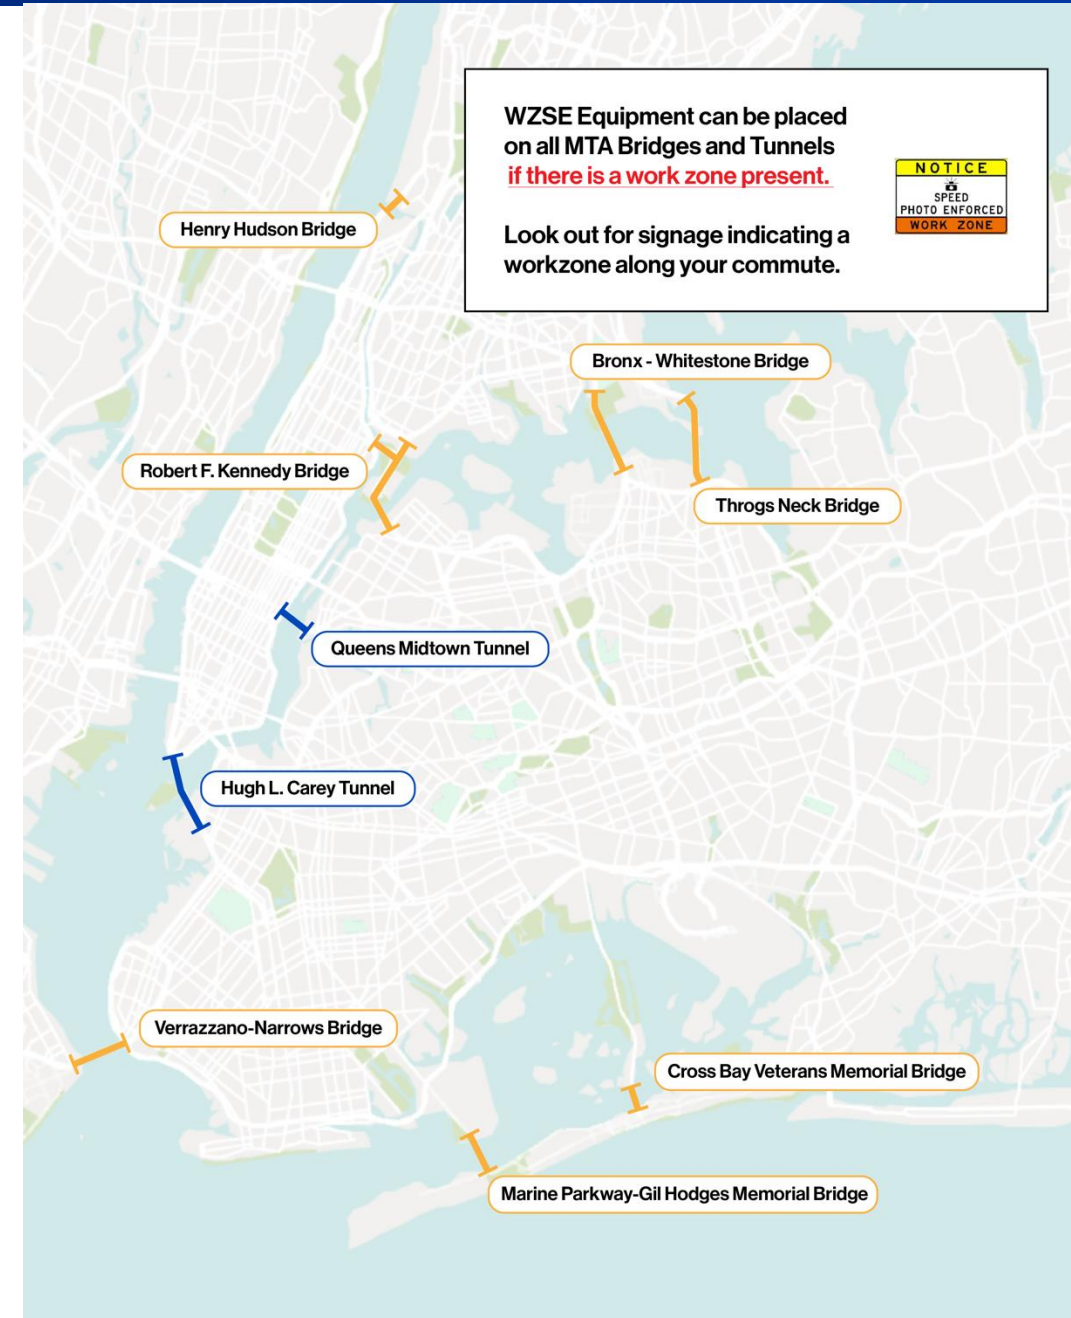 WZSE Equipment can be placed
on all MTA Bridges and Tunnels
if there is a work zone present.
Look out for signage indicating a
workzone along your commute.
NOTICE
SPEED
PHOTO ENFORCED
WORK ZONE
Henry Hudson Bridge
Bronx - Whitestone Bridge
Robert F. Kennedy Bridge
Throgs Neck Bridge
Queens Midtown Tunnel
Hugh L. Carey Tunnel
Verrazzano-Narrows Bridge
Cross Bay Veterans Memorial Bridge
Marine Parkway-Gil Hodges Memorial Bridge